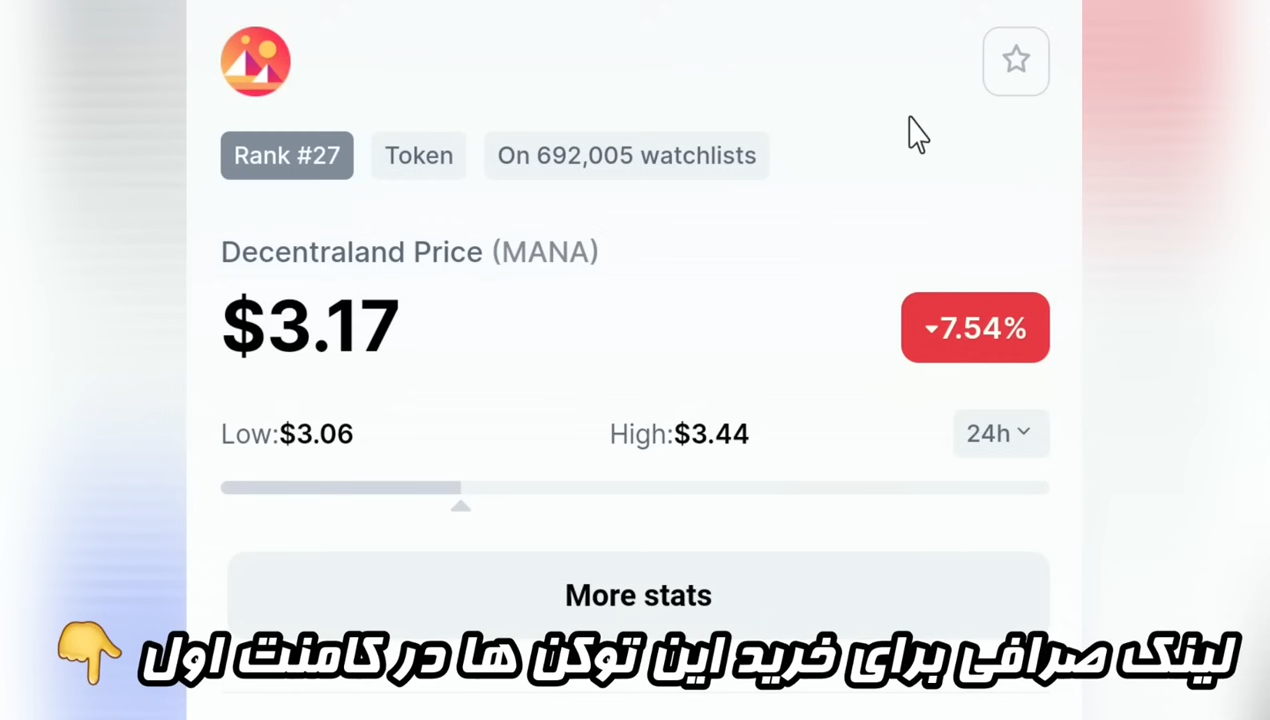 Rank #27 Token On 692,005 watchlists
Decentraland Price (MANA)
$3.17 7.54%
Low:$3.06 High:$3.44 24h
More stats
لینک صرافی برای خرید این توکن ها در کامنت اول 👇